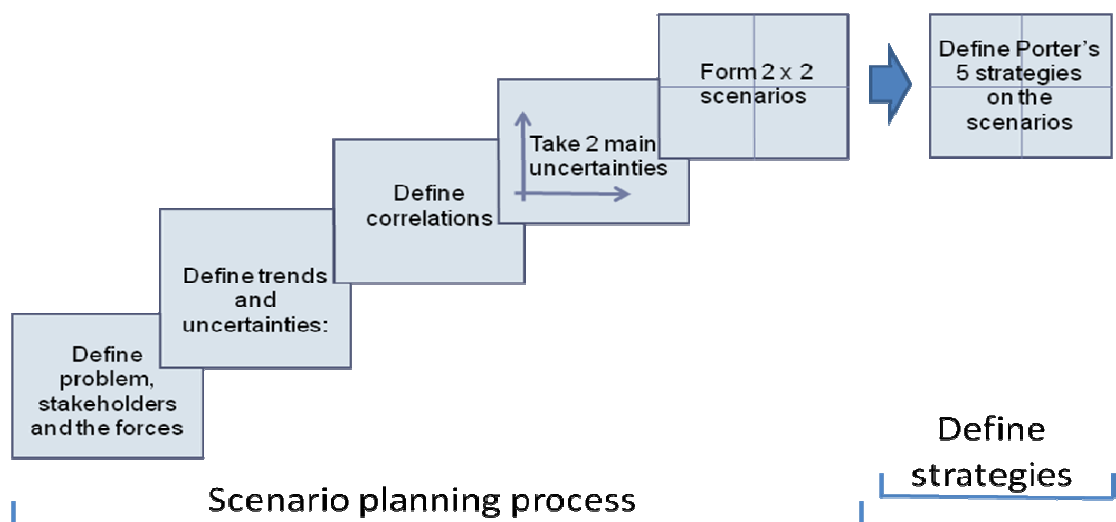 Define
problem,
stakeholders
and the forces
Define trends
and
uncertainties:
Define
correlations
Take 2 main
uncertainties
Form 2 x 2
scenarios
Define Porter's
5 strategies
on the
scenarios
Scenario planning process
Define
strategies